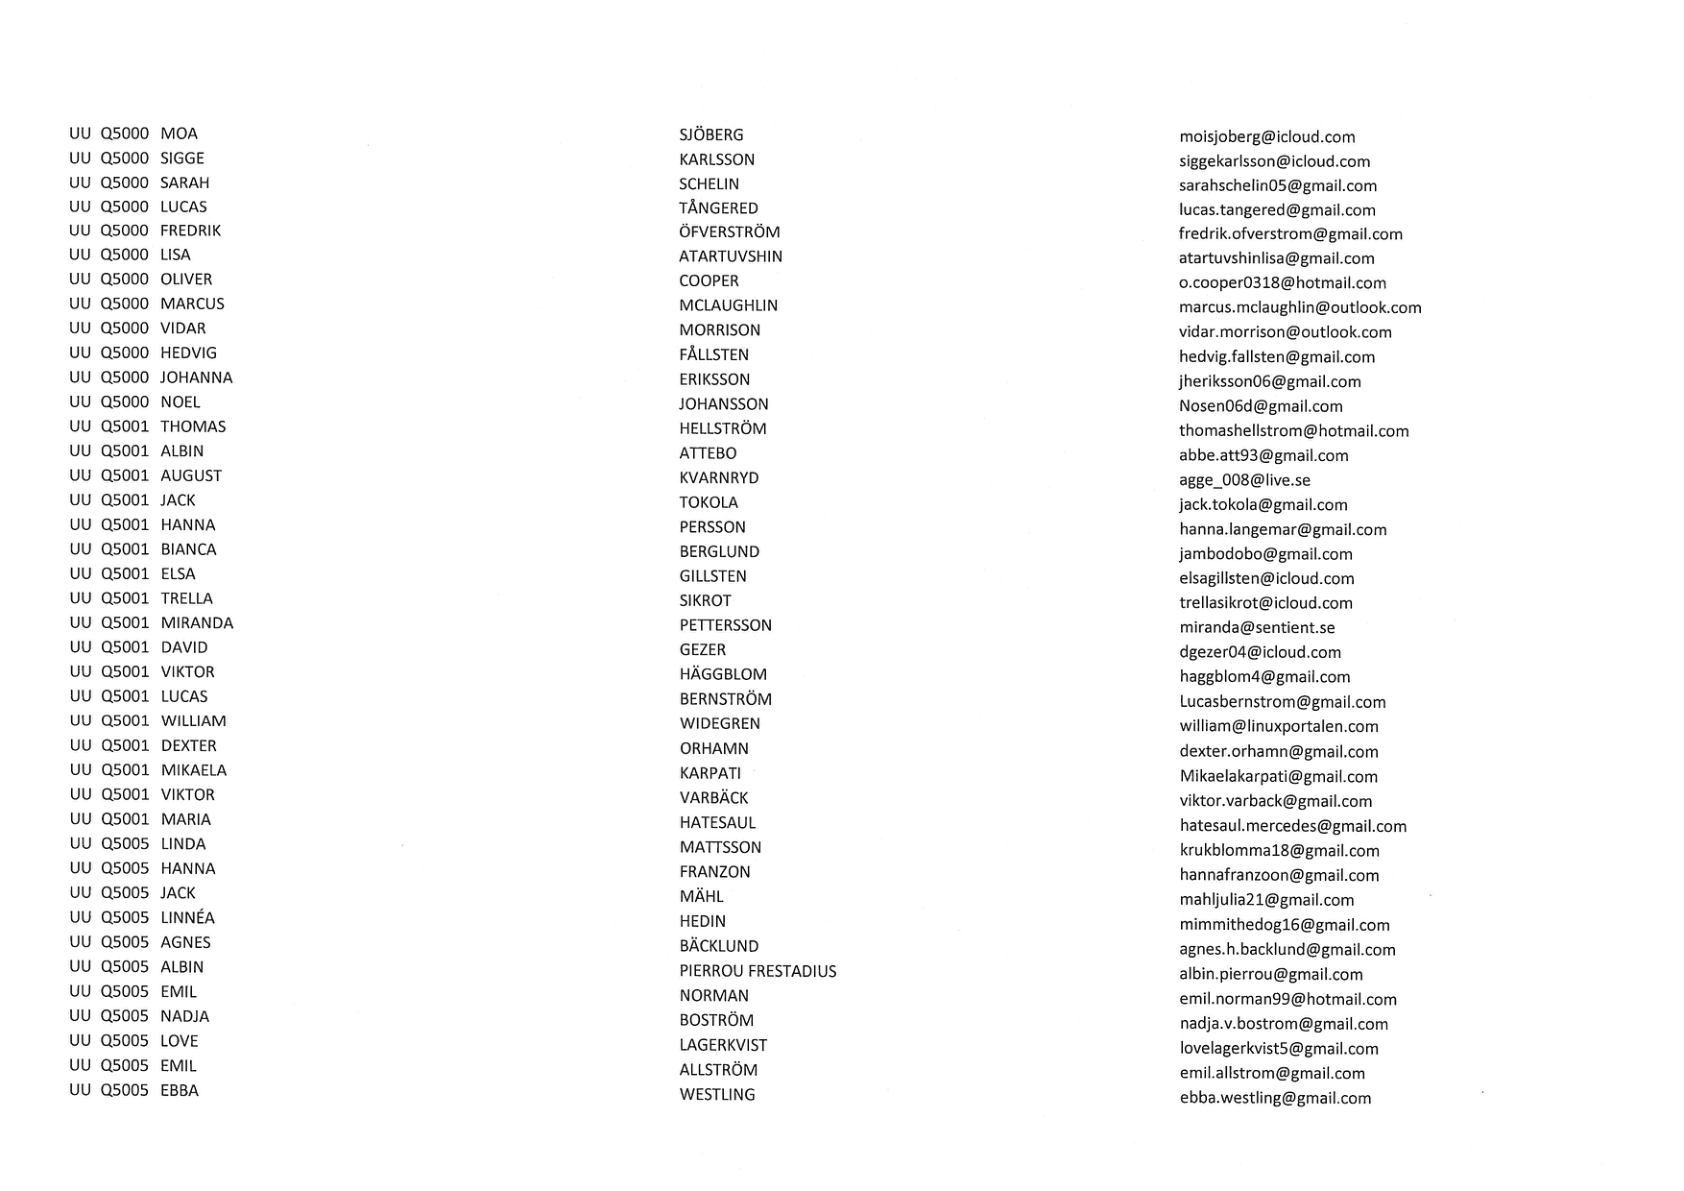 UU Q5000 MOA SJÖBERG moisjoberg@icloud.com
UU Q5000 SIGGE KARLSSON siggekarlsson@icloud.com
UU Q5000 SARAH SCHELIN sarahschelin05@gmail.com
UU Q5000 LUCAS TÅNGERED lucas.tangered@gmail.com
UU Q5000 FREDRIK ÖFVERSTRÖM fredrik.ofverstrom@gmail.com
UU Q5000 LISA ATARTUVSHIN atartuvshinlisa@gmail.com
UU Q5000 OLIVER COOPER o.cooper0318@hotmail.com
UU Q5000 MARCUS MCLAUGHLIN marcus.mclaughlin@outlook.com
UU Q5000 VIDAR MORRISON vidar.morrison@outlook.com
UU Q5000 HEDVIG FÅLLSTEN hedvig.fallsten@gmail.com
UU Q5000 JOHANNA ERIKSSON jheriksson06@gmail.com
UU Q5000 NOEL JOHANSSON Nosen06d@gmail.com
UU Q5001 THOMAS HELLSTRÖM thomashellstrom@hotmail.com
UU Q5001 ALBIN ATTEBO abbe.att93@gmail.com
UU Q5001 AUGUST KVARNRYD agge_008@live.se
UU Q5001 JACK TOKOLA jack.tokola@gmail.com
UU Q5001 HANNA PERSSON hanna.langemar@gmail.com
UU Q5001 BIANCA BERGLUND jambodobo@gmail.com
UU Q5001 ELSA GILLSTEN elsagillsten@icloud.com
UU Q5001 TRELLA SIKROT trellasikrot@icloud.com
UU Q5001 MIRANDA PETTERSSON miranda@sentient.se
UU Q5001 DAVID GEZER dgezer04@icloud.com
UU Q5001 VIKTOR HÄGGBLOM haggblom4@gmail.com
UU Q5001 LUCAS BERNSTRÖM Lucasbernstrom@gmail.com
UU Q5001 WILLIAM WIDEGREN william@linuxportalen.com
UU Q5001 DEXTER ORHAMN dexter.orhamn@gmail.com
UU Q5001 MIKAELA KARPATI Mikaelakarpati@gmail.com
UU Q5001 VIKTOR VARBÄCK viktor.varback@gmail.com
UU Q5001 MARIA HATESAUL hatesaul.mercedes@gmail.com
UU Q5005 LINDA MATTSSON krukblomma18@gmail.com
UU Q5005 HANNA FRANZON hannafranzoon@gmail.com
UU Q5005 JACK MÄHL mahljulia21@gmail.com
UU Q5005 LINNÉA HEDIN mimmithedog16@gmail.com
UU Q5005 AGNES BÄCKLUND agnes.h.backlund@gmail.com
UU Q5005 ALBIN PIERROU FRESTADIUS albin.pierrou@gmail.com
UU Q5005 EMIL NORMAN emil.norman99@hotmail.com
UU Q5005 NADJA BOSTRÖM nadja.v.bostrom@gmail.com
UU Q5005 LOVE LAGERKVIST lovelagerkvist5@gmail.com
UU Q5005 EMIL ALLSTRÖM emil.allstrom@gmail.com
UU Q5005 EBBA WESTLING ebba.westling@gmail.com